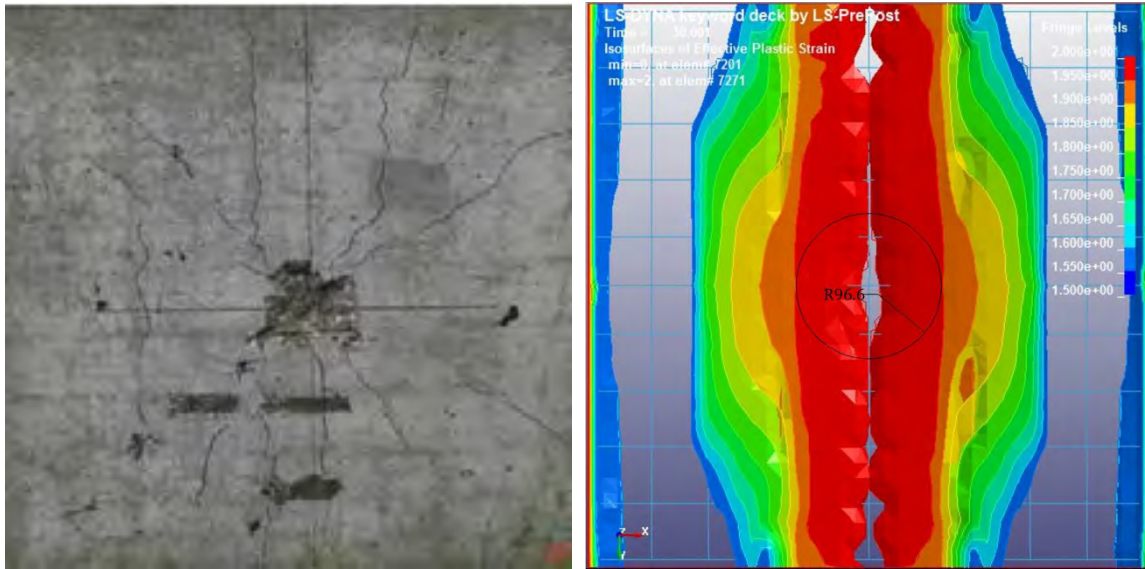 LS-DYNA keyword deck by LS-PrePost
Time = 30.001
Isosurfaces of Effective Plastic Strain
min=0, at elem# 7201
max=2, at elem# 7271
Fringe Levels
2.000e+00
1.950e+00
1.900e+00
1.850e+00
1.800e+00
1.750e+00
1.700e+00
1.650e+00
1.600e+00
1.550e+00
1.500e+00
R96.6
Z
X
Y